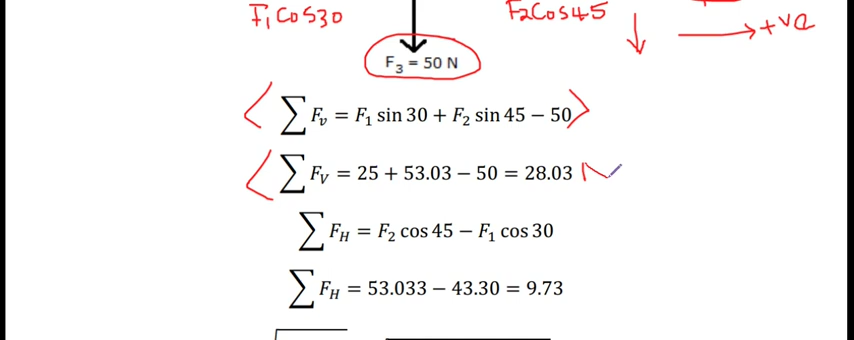 F₁Cos30 F₂Cos45 +ve
F₃ = 50 N
∑ Fᵥ = F₁ sin 30 + F₂ sin 45 − 50
∑ F_V = 25 + 53.03 − 50 = 28.03 N
∑ F_H = F₂ cos 45 − F₁ cos 30
∑ F_H = 53.033 − 43.30 = 9.73